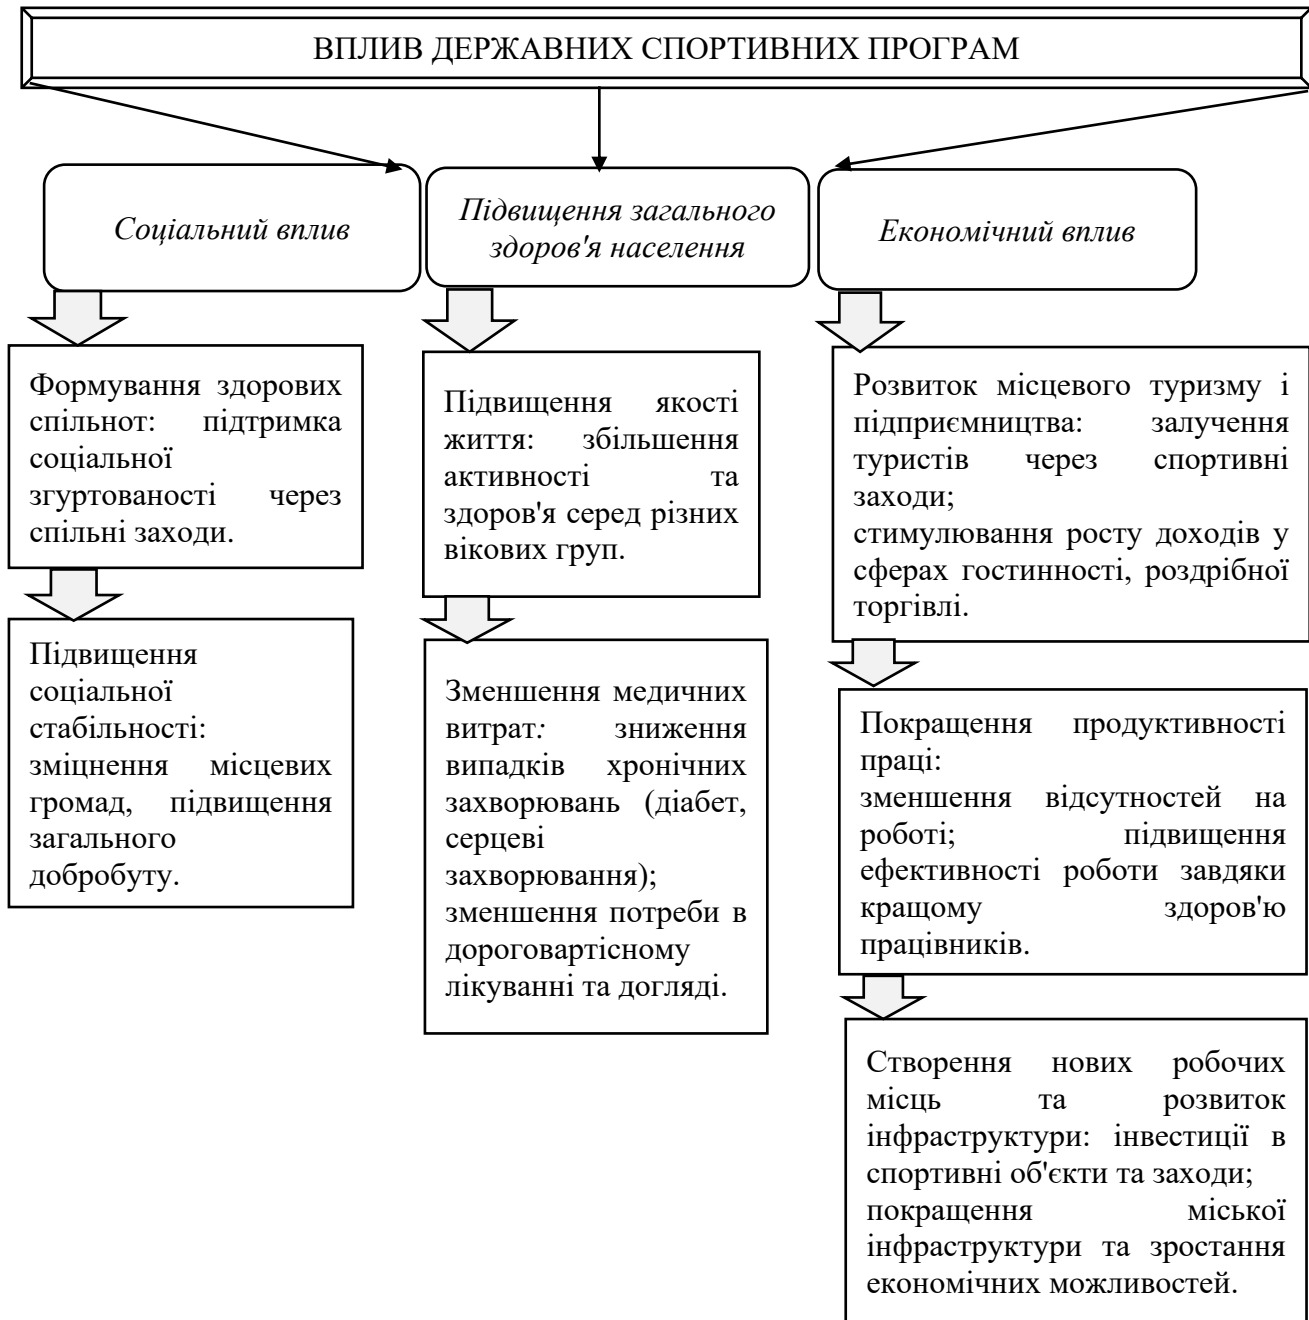 ВПЛИВ ДЕРЖАВНИХ СПОРТИВНИХ ПРОГРАМ
Соціальний вплив
Підвищення загального
здоров'я населення
Економічний вплив
Формування здорових
спільнот: підтримка
соціальної
згуртованості через
спільні заходи.
Підвищення
соціальної
стабільності:
зміцнення місцевих
громад, підвищення
загального
добробуту.
Підвищення якості
життя: збільшення
активності та
здоров'я серед різних
вікових груп.
Зменшення медичних
витрат: зниження
випадків хронічних
захворювань (діабет,
серцеві
захворювання);
зменшення потреби в
дороговартісному
лікуванні та догляді.
Розвиток місцевого туризму і
підприємництва: залучення
туристів через спортивні
заходи;
стимулювання росту доходів у
сферах гостинності, роздрібної
торгівлі.
Покращення продуктивності
праці:
зменшення відсутностей на
роботі; підвищення
ефективності роботи завдяки
кращому здоров'ю
працівників.
Створення нових робочих
місць та розвиток
інфраструктури: інвестиції в
спортивні об'єкти та заходи;
покращення міської
інфраструктури та зростання
економічних можливостей.